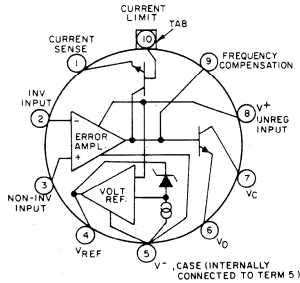 CURRENT
LIMIT
TAB
10
CURRENT
SENSE
1
9
FREQUENCY
COMPENSATION
INV
INPUT
2
8
V+
UNREG INPUT
ERROR
AMPL.
-
+
3
NON-INV
INPUT
VOLT
REF.
7
VC
4
VREF
5
6
VO
V-, CASE (INTERNALLY
CONNECTED TO TERM 5)